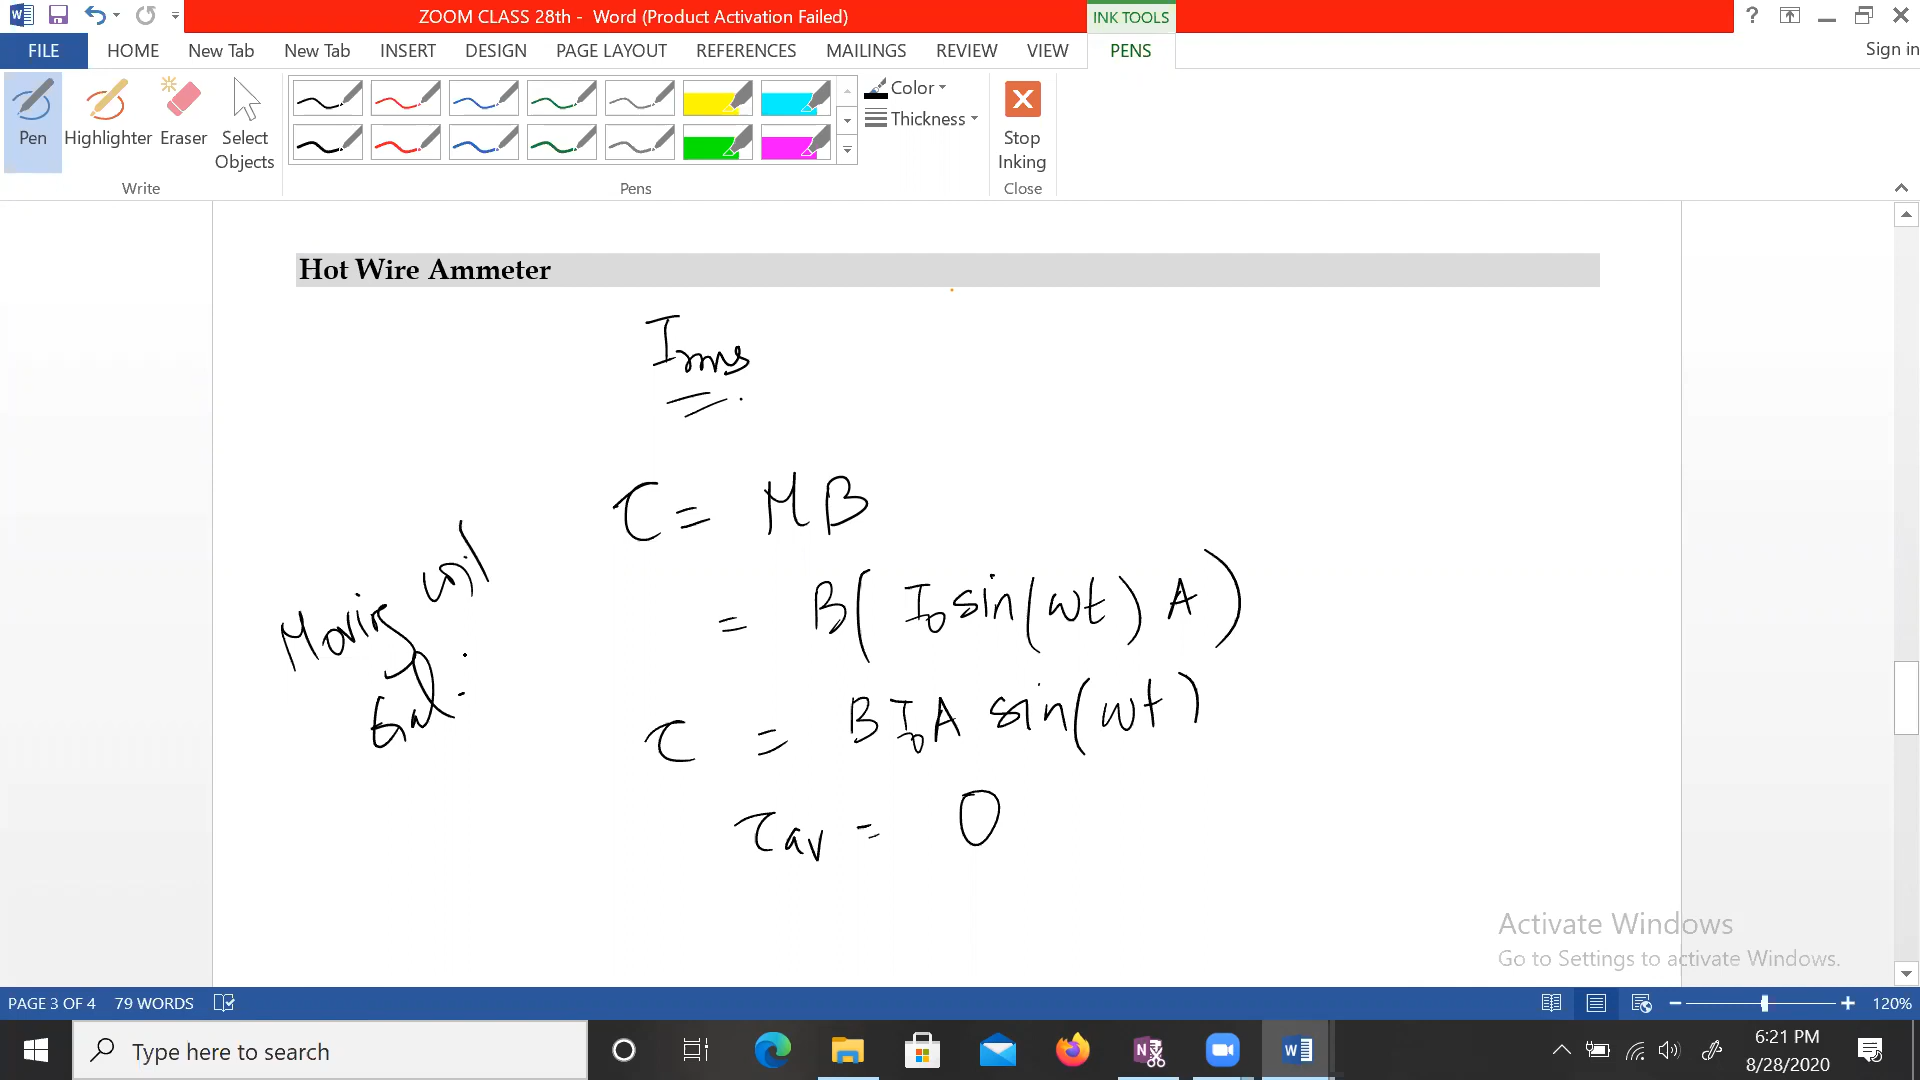 ZOOM CLASS 28th - Word (Product Activation Failed)
INK TOOLS
?
FILE HOME New Tab New Tab INSERT DESIGN PAGE LAYOUT REFERENCES MAILINGS REVIEW VIEW PENS
Sign in
Pen Highlighter Eraser Select Objects
Color
Thickness
Stop Inking
Write Pens Close
Hot Wire Ammeter
Irms
τ = MB
= B( I₀ sin(ωt) A )
Moving coil
Gal.
τ = BI₀A sin(ωt)
τav = 0
Activate Windows
Go to Settings to activate Windows.
PAGE 3 OF 4 79 WORDS 120%
Type here to search
6:21 PM
8/28/2020